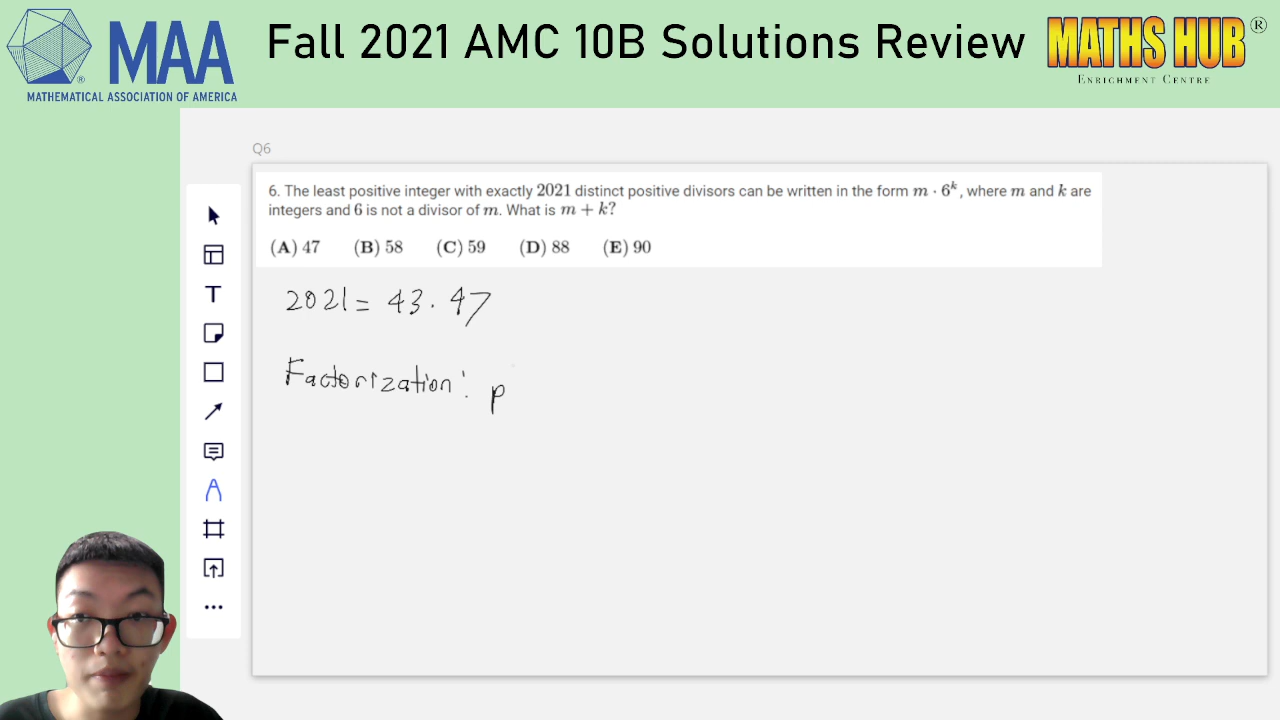 MAA
MATHEMATICAL ASSOCIATION OF AMERICA
Fall 2021 AMC 10B Solutions Review
MATHS HUB®
ENRICHMENT CENTRE
Q6
6. The least positive integer with exactly 2021 distinct positive divisors can be written in the form m · 6^k, where m and k are
integers and 6 is not a divisor of m. What is m + k?
(A) 47 (B) 58 (C) 59 (D) 88 (E) 90
2021 = 43 · 47
Factorization: p